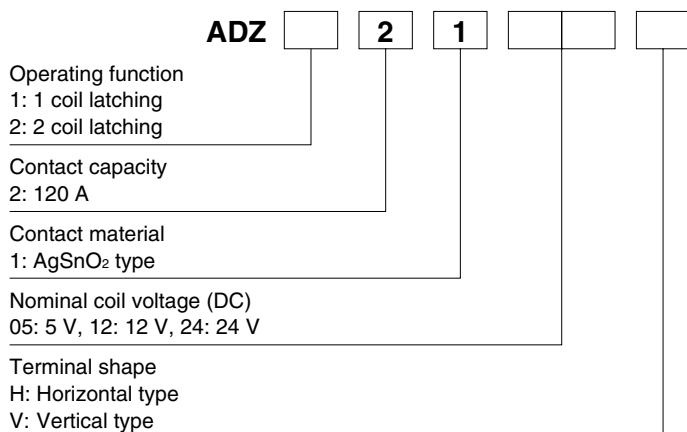 ADZ 2 1
Operating function
1: 1 coil latching
2: 2 coil latching
Contact capacity
2: 120 A
Contact material
1: AgSnO₂ type
Nominal coil voltage (DC)
05: 5 V, 12: 12 V, 24: 24 V
Terminal shape
H: Horizontal type
V: Vertical type